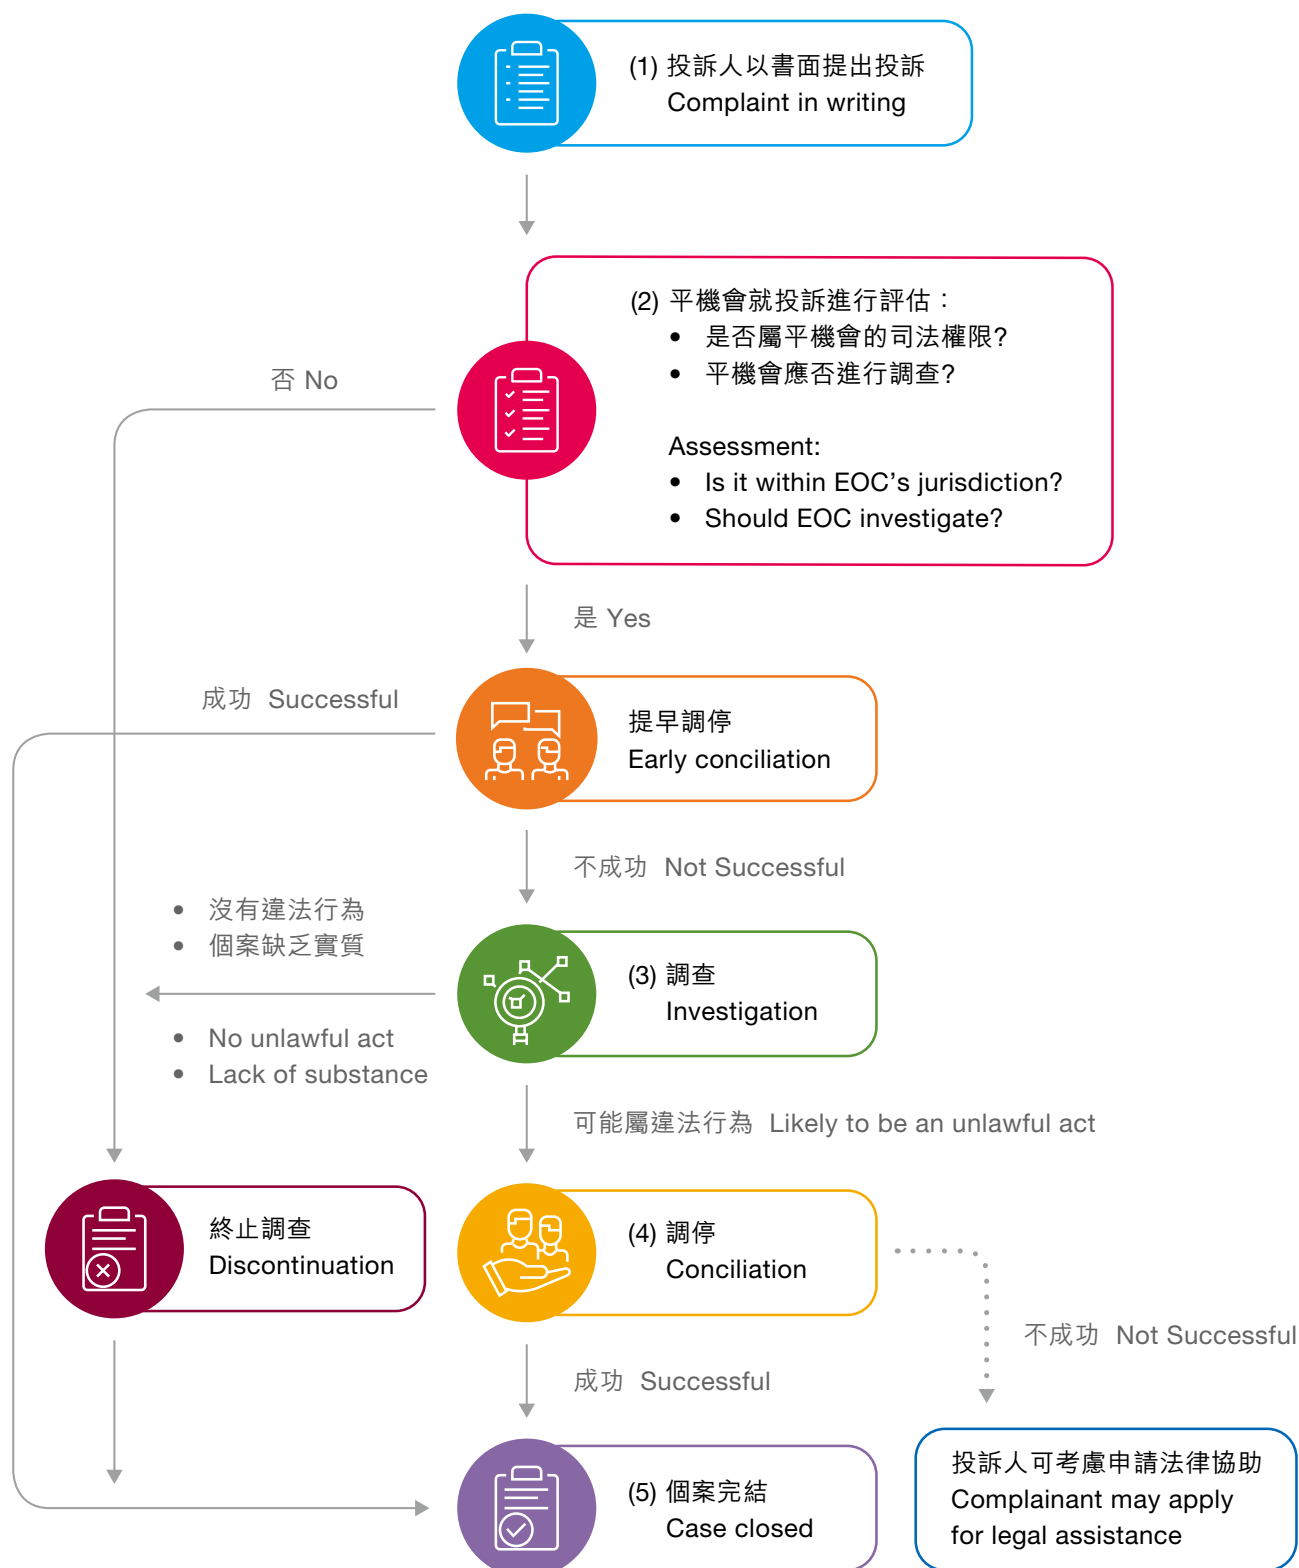 (1) 投訴人以書面提出投訴
Complaint in writing
(2) 平機會就投訴進行評估：
• 是否屬平機會的司法權限?
• 平機會應否進行調查?
Assessment:
• Is it within EOC’s jurisdiction?
• Should EOC investigate?
否 No
是 Yes
成功 Successful
提早調停
Early conciliation
不成功 Not Successful
• 沒有違法行為
• 個案缺乏實質
• No unlawful act
• Lack of substance
(3) 調查
Investigation
可能屬違法行為 Likely to be an unlawful act
終止調查
Discontinuation
(4) 調停
Conciliation
不成功 Not Successful
成功 Successful
(5) 個案完結
Case closed
投訴人可考慮申請法律協助
Complainant may apply
for legal assistance